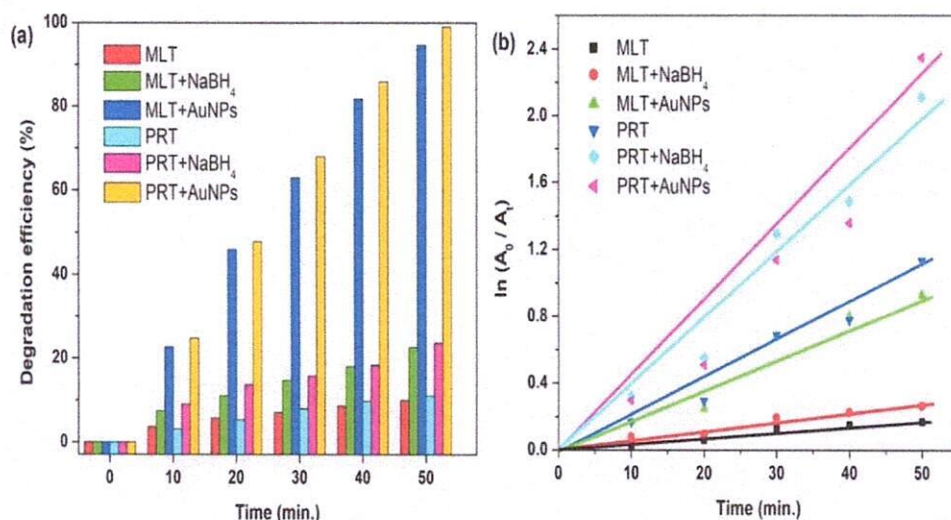 (a)
Degradation efficiency (%)
100
80
60
40
20
0
MLT
MLT+NaBH4
MLT+AuNPs
PRT
PRT+NaBH4
PRT+AuNPs
0 10 20 30 40 50
Time (min.)
(b)
ln (A0 / At)
2.4
2.0
1.6
1.2
0.8
0.4
0.0
MLT
MLT+NaBH4
MLT+AuNPs
PRT
PRT+NaBH4
PRT+AuNPs
0 10 20 30 40 50
Time (min.)